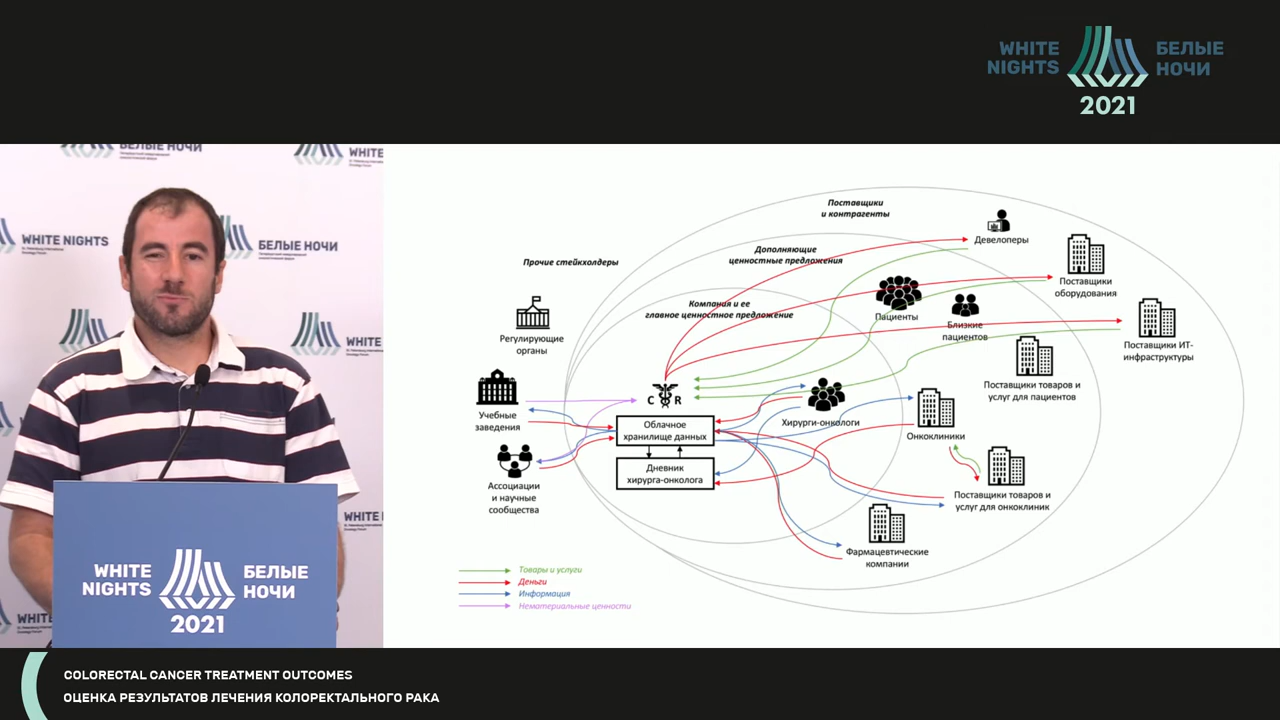 WHITE
NIGHTS
БЕЛЫЕ
НОЧИ
2021
БЕЛЫЕ НОЧИ
WHITE
WHITE NIGHTS
БЕЛЫЕ НОЧИ
WHITE
WHITE
NIGHTS
БЕЛЫЕ
НОЧИ
2021
Поставщики
и контрагенты
Дополняющие
ценностные предложения
Прочие стейкхолдеры
Компания и ее
главное ценностное предложение
Девелоперы
Поставщики
оборудования
Пациенты
Близкие
пациентов
Поставщики ИТ-
инфраструктуры
Поставщики товаров и
услуг для пациентов
Регулирующие
органы
Учебные
заведения
Ассоциации
и научные
сообщества
C R
Облачное
хранилище данных
Дневник
хирурга-онколога
Хирурги-онкологи
Онкоклиники
Поставщики товаров и
услуг для онкоклиник
Фармацевтические
компании
Товары и услуги
Деньги
Информация
Нематериальные ценности
COLORECTAL CANCER TREATMENT OUTCOMES
ОЦЕНКА РЕЗУЛЬТАТОВ ЛЕЧЕНИЯ КОЛОРЕКТАЛЬНОГО РАКА